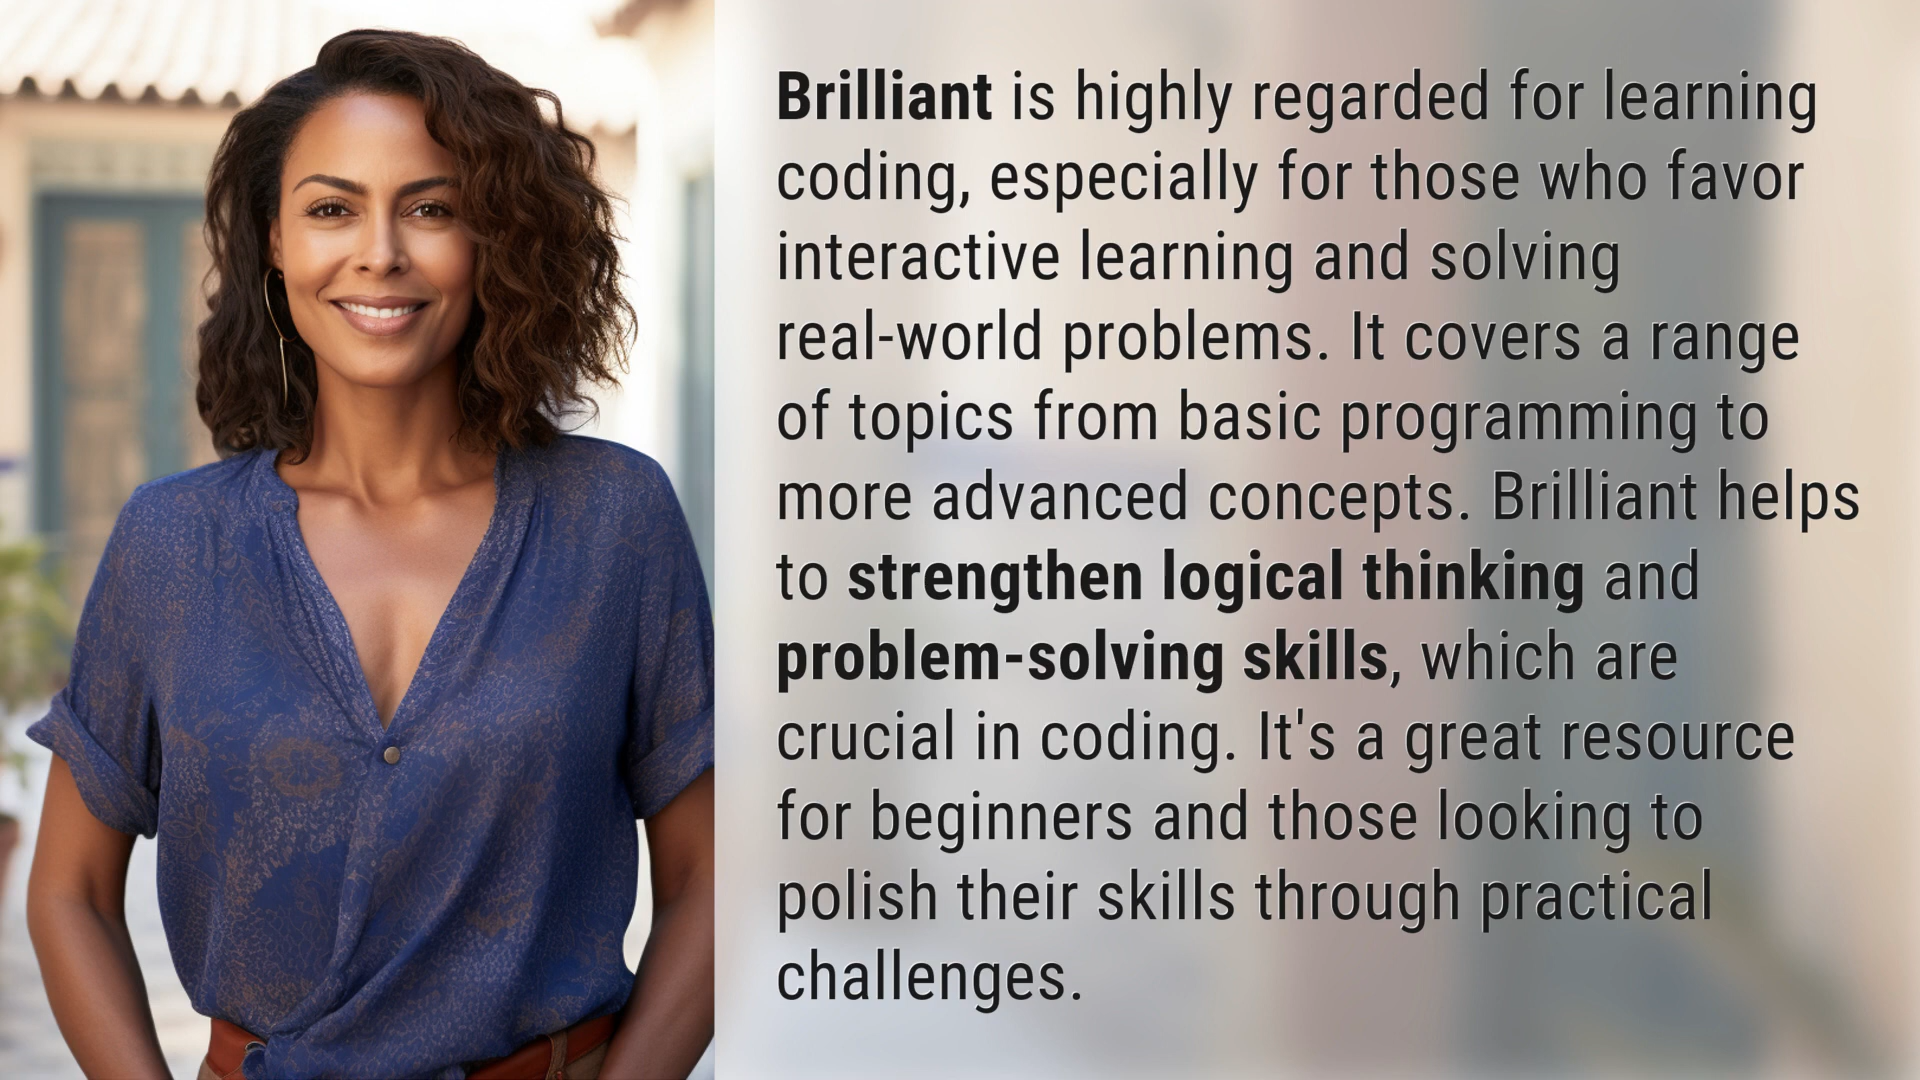 Brilliant is highly regarded for learning
coding, especially for those who favor
interactive learning and solving
real-world problems. It covers a range
of topics from basic programming to
more advanced concepts. Brilliant helps
to strengthen logical thinking and
problem-solving skills, which are
crucial in coding. It's a great resource
for beginners and those looking to
polish their skills through practical
challenges.